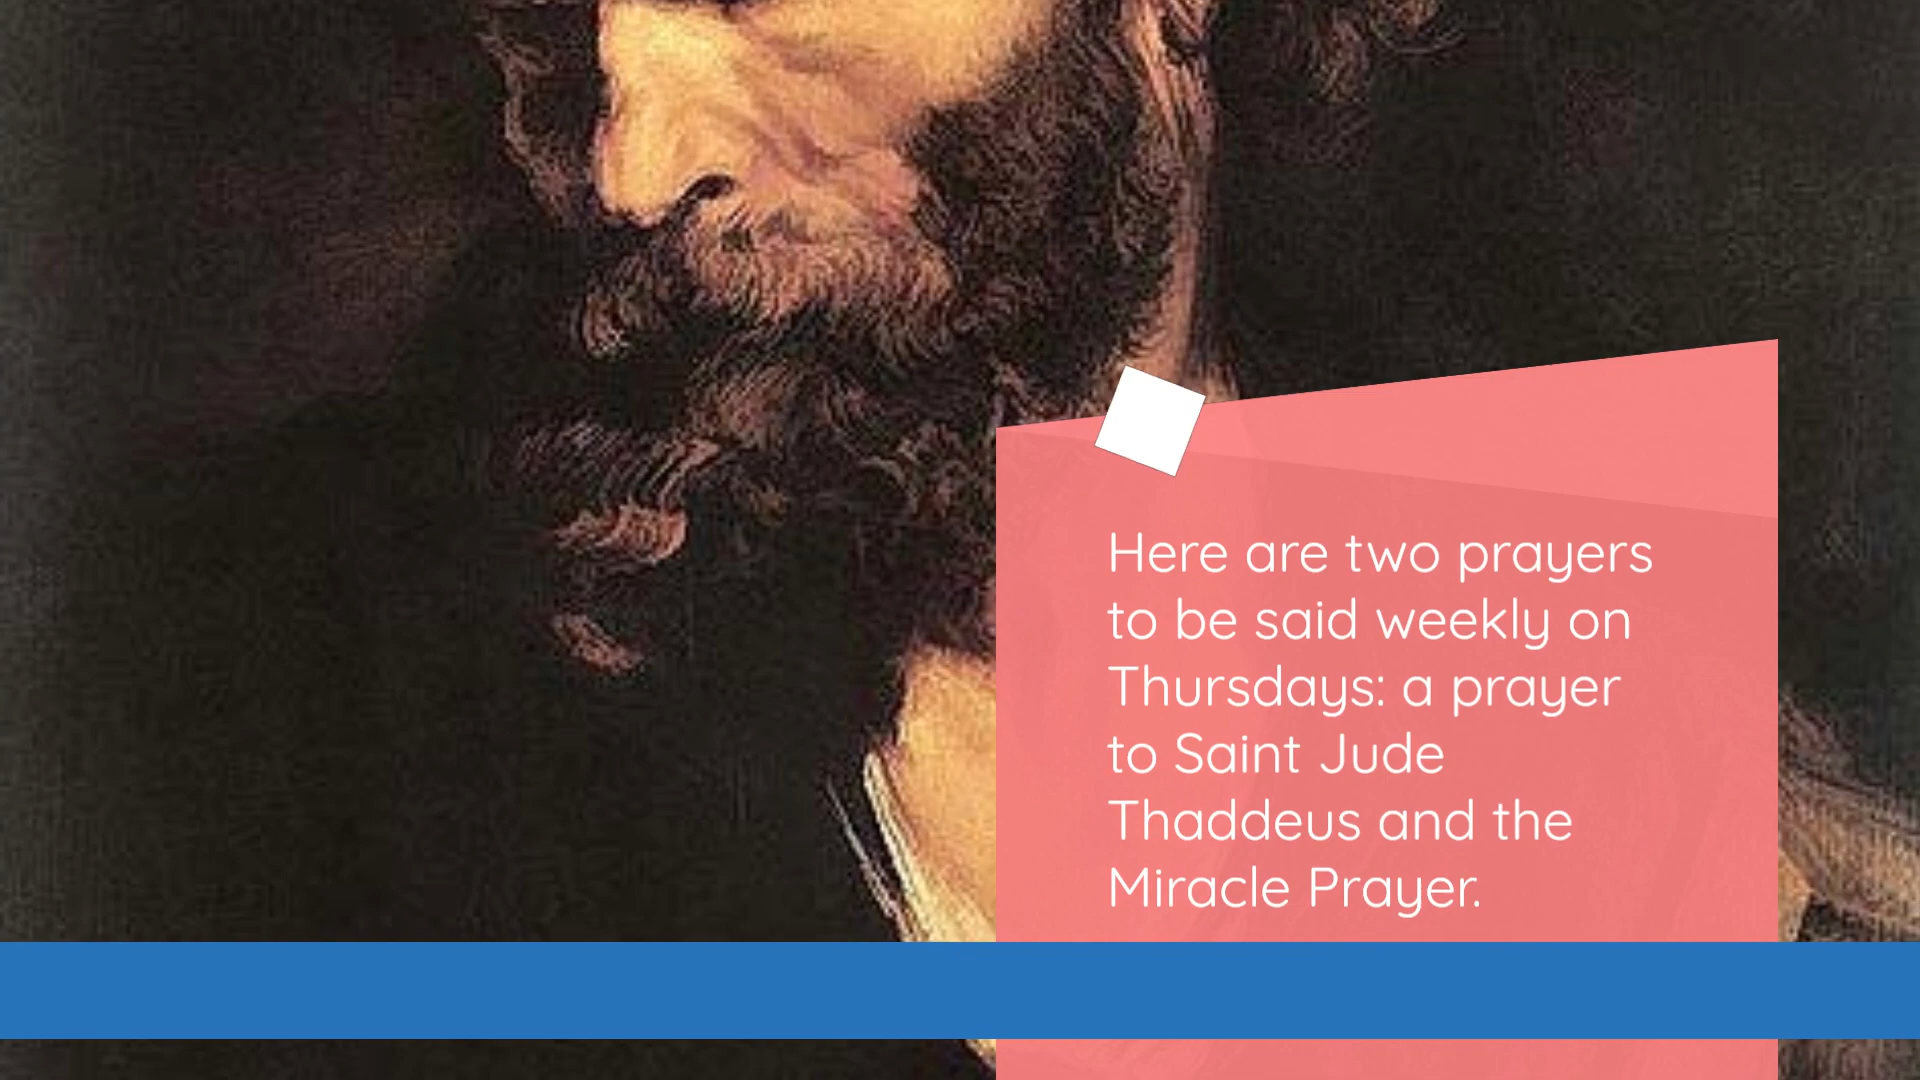 Here are two prayers
to be said weekly on
Thursdays: a prayer
to Saint Jude
Thaddeus and the
Miracle Prayer.